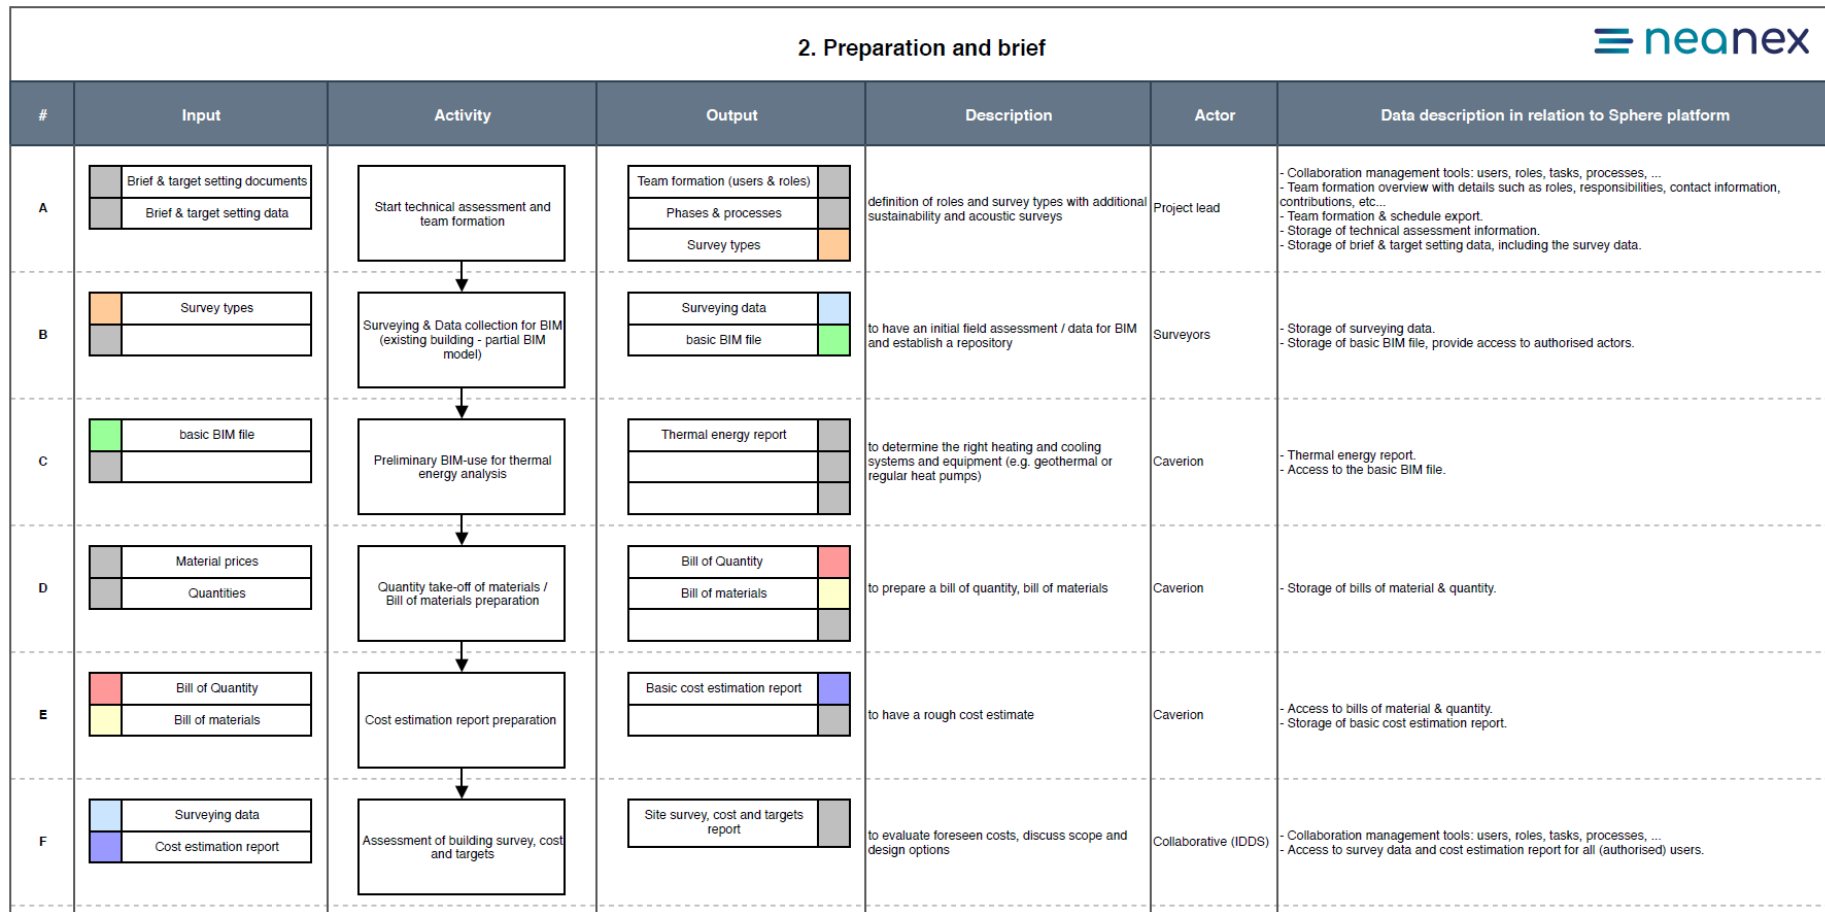 2. Preparation and brief
neanex
#
Input
Activity
Output
Description
Actor
Data description in relation to Sphere platform
A
Brief & target setting documents
Brief & target setting data
Start technical assessment and
team formation
Team formation (users & roles)
Phases & processes
Survey types
definition of roles and survey types with additional
sustainability and acoustic surveys
Project lead
- Collaboration management tools: users, roles, tasks, processes, ...
- Team formation overview with details such as roles, responsibilities, contact information,
contributions, etc...
- Team formation & schedule export.
- Storage of technical assessment information.
- Storage of brief & target setting data, including the survey data.
B
Survey types
Surveying & Data collection for BIM
(existing building - partial BIM
model)
Surveying data
basic BIM file
to have an initial field assessment / data for BIM
and establish a repository
Surveyors
- Storage of surveying data.
- Storage of basic BIM file, provide access to authorised actors.
C
basic BIM file
Preliminary BIM-use for thermal
energy analysis
Thermal energy report
to determine the right heating and cooling
systems and equipment (e.g. geothermal or
regular heat pumps)
Caverion
- Thermal energy report.
- Access to the basic BIM file.
D
Material prices
Quantities
Quantity take-off of materials /
Bill of materials preparation
Bill of Quantity
Bill of materials
to prepare a bill of quantity, bill of materials
Caverion
- Storage of bills of material & quantity.
E
Bill of Quantity
Bill of materials
Cost estimation report preparation
Basic cost estimation report
to have a rough cost estimate
Caverion
- Access to bills of material & quantity.
- Storage of basic cost estimation report.
F
Surveying data
Cost estimation report
Assessment of building survey, cost
and targets
Site survey, cost and targets
report
to evaluate foreseen costs, discuss scope and
design options
Collaborative (IDDS)
- Collaboration management tools: users, roles, tasks, processes, ...
- Access to survey data and cost estimation report for all (authorised) users.